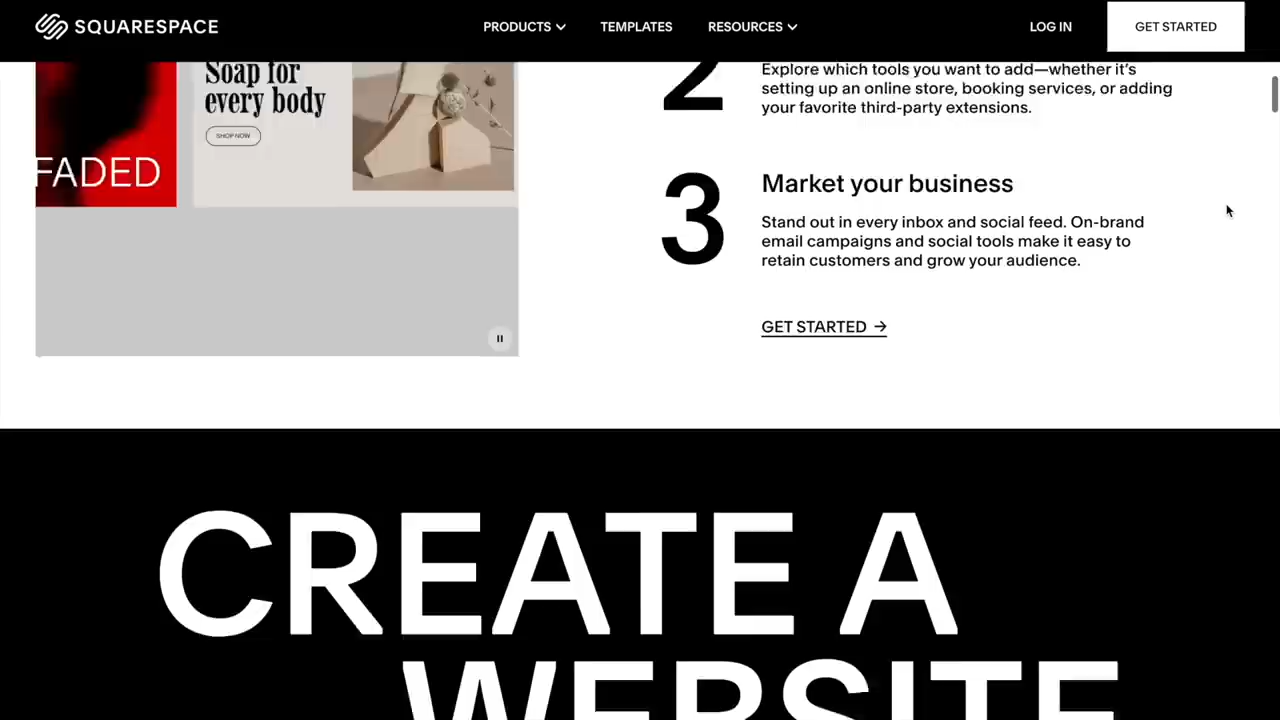 SQUARESPACE
PRODUCTS
TEMPLATES
RESOURCES
LOG IN
GET STARTED
Soap for
every body
SHOP NOW
FADED
2
Explore which tools you want to add—whether it's
setting up an online store, booking services, or adding
your favorite third-party extensions.
3
Market your business
Stand out in every inbox and social feed. On-brand
email campaigns and social tools make it easy to
retain customers and grow your audience.
GET STARTED →
CREATE A
WEBSITE